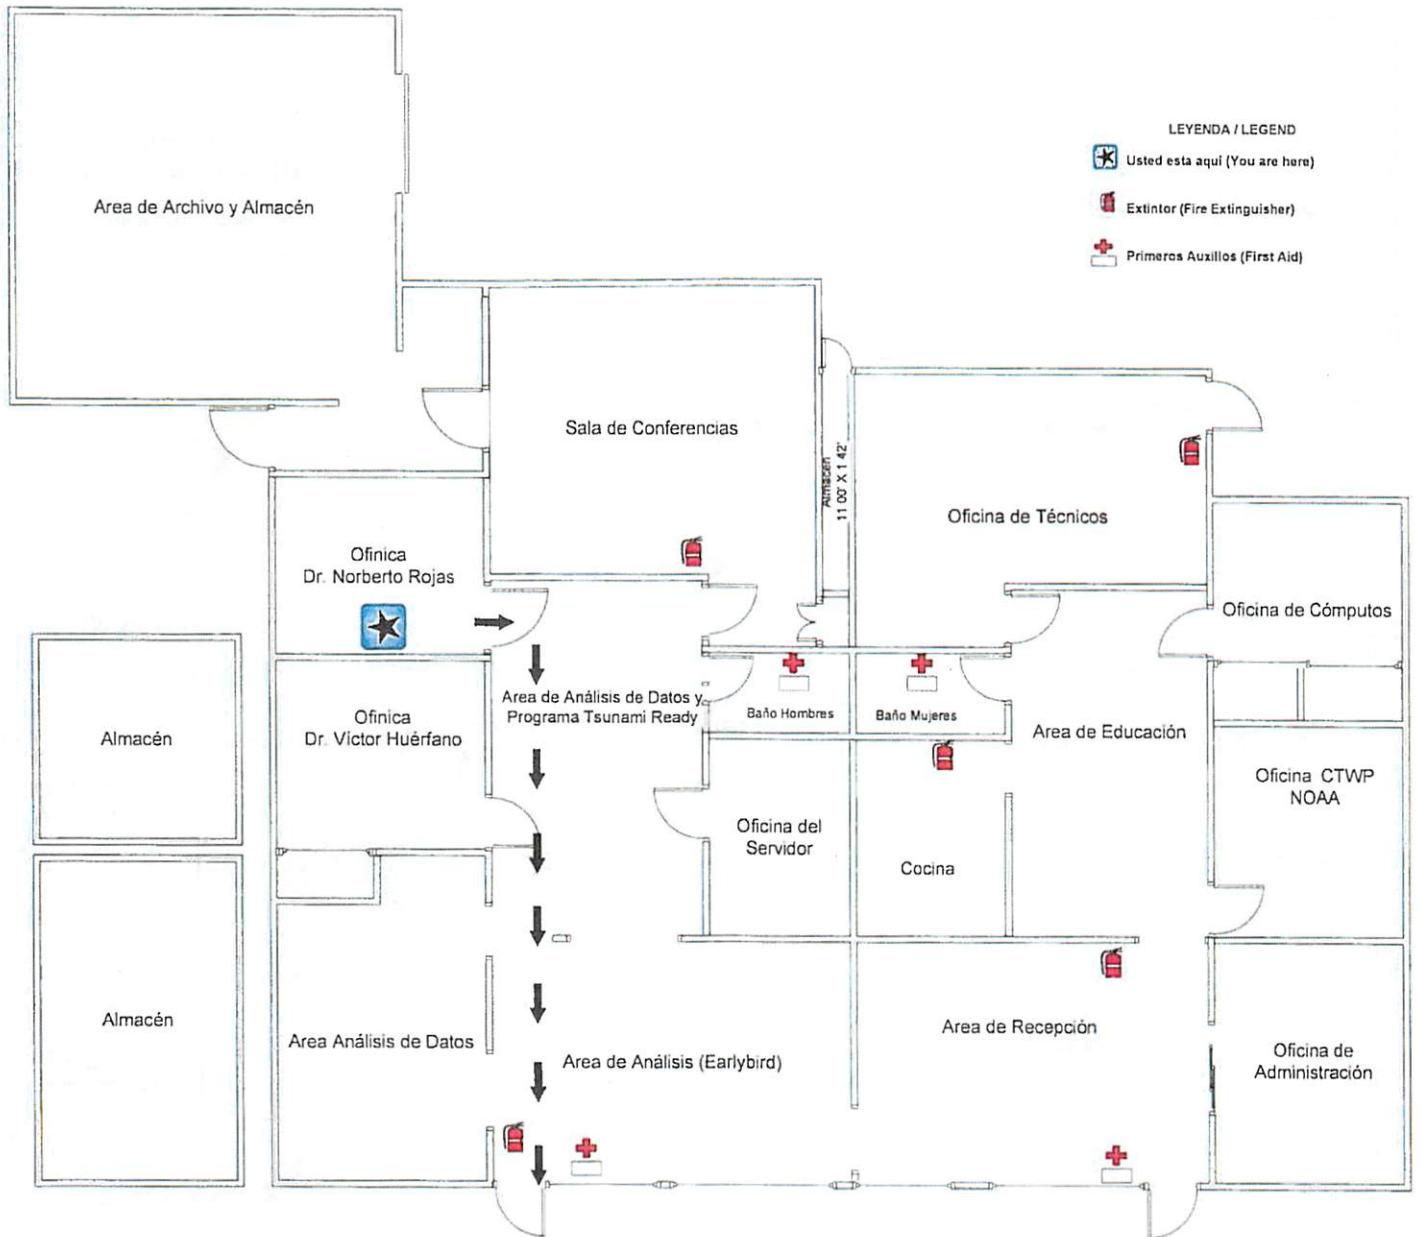 LEYENDA / LEGEND
Usted esta aquí (You are here)
Extintor (Fire Extinguisher)
Primeros Auxillos (First Aid)
Area de Archivo y Almacén
Sala de Conferencias
Almacen
11 00' X 1 42'
Oficina de Técnicos
Ofinica
Dr. Norberto Rojas
Oficina de Cómputos
Area de Análisis de Datos y
Programa Tsunami Ready
Baño Hombres
Baño Mujeres
Almacén
Ofinica
Dr. Víctor Huérfano
Area de Educación
Oficina CTWP
NOAA
Oficina del
Servidor
Cocina
Almacén
Area Análisis de Datos
Area de Análisis (Earlybird)
Area de Recepción
Oficina de
Administración